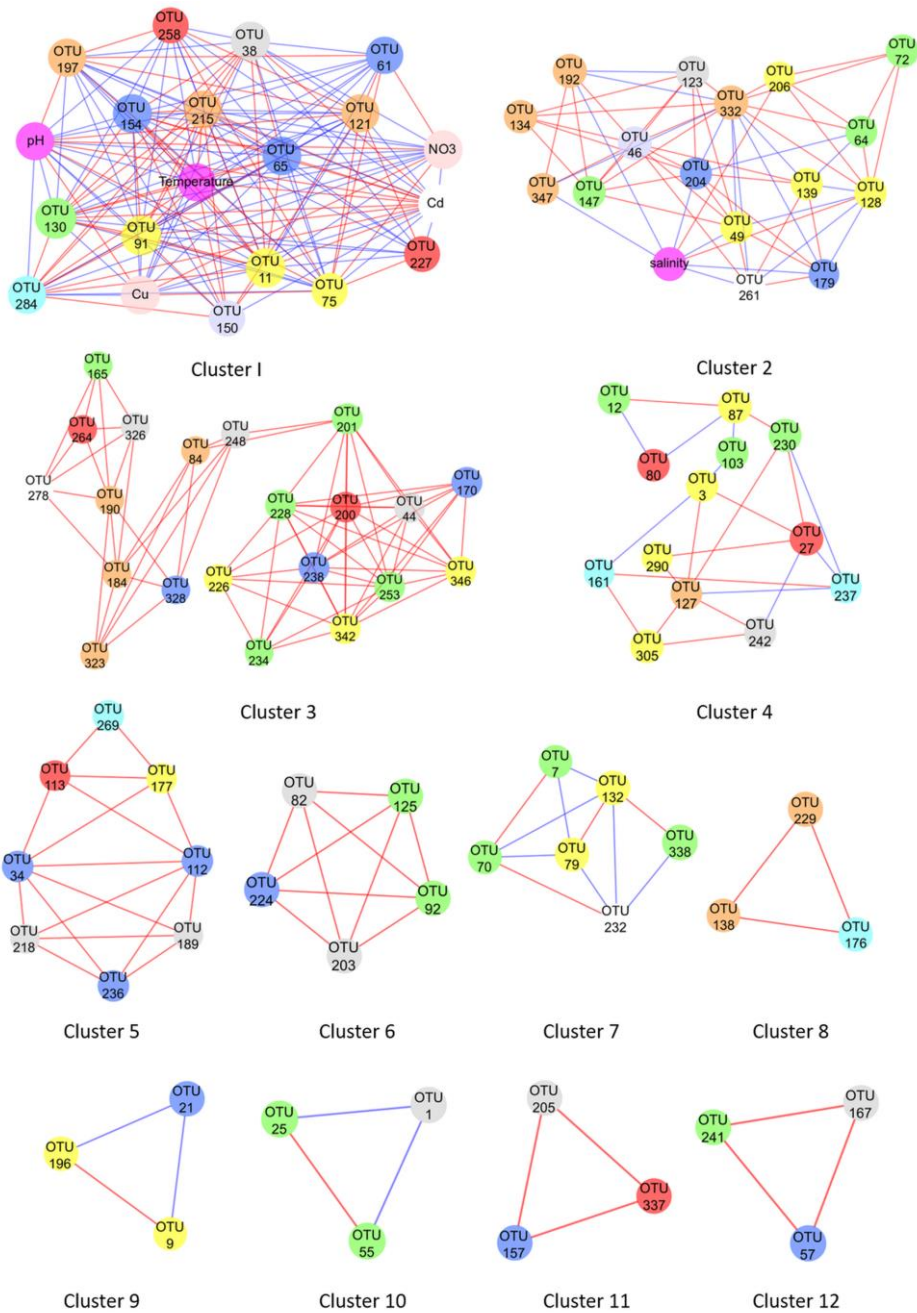 OTU
258
OTU
38
OTU
197
OTU
61
OTU
154
OTU
215
OTU
121
pH
OTU
65
NO3
Temperature
Cd
OTU
130
OTU
91
OTU
227
OTU
11
OTU
284
Cu
OTU
75
OTU
150
Cluster I
OTU
72
OTU
192
OTU
123
OTU
206
OTU
332
OTU
134
OTU
46
OTU
64
OTU
204
OTU
347
OTU
147
OTU
139
OTU
128
OTU
49
salinity
OTU
261
OTU
179
Cluster 2
OTU
165
OTU
264
OTU
326
OTU
248
OTU
84
OTU
201
OTU
278
OTU
190
OTU
170
OTU
228
OTU
200
OTU
44
OTU
184
OTU
328
OTU
226
OTU
238
OTU
253
OTU
346
OTU
323
OTU
234
OTU
342
Cluster 3
OTU
12
OTU
87
OTU
80
OTU
103
OTU
230
OTU
3
OTU
27
OTU
290
OTU
161
OTU
127
OTU
237
OTU
305
OTU
242
Cluster 4
OTU
269
OTU
113
OTU
177
OTU
34
OTU
112
OTU
218
OTU
189
OTU
236
Cluster 5
OTU
82
OTU
125
OTU
224
OTU
92
OTU
203
Cluster 6
OTU
7
OTU
132
OTU
70
OTU
79
OTU
338
OTU
232
Cluster 7
OTU
229
OTU
138
OTU
176
Cluster 8
OTU
21
OTU
196
OTU
9
Cluster 9
OTU
25
OTU
1
OTU
55
Cluster 10
OTU
205
OTU
337
OTU
157
Cluster 11
OTU
167
OTU
241
OTU
57
Cluster 12